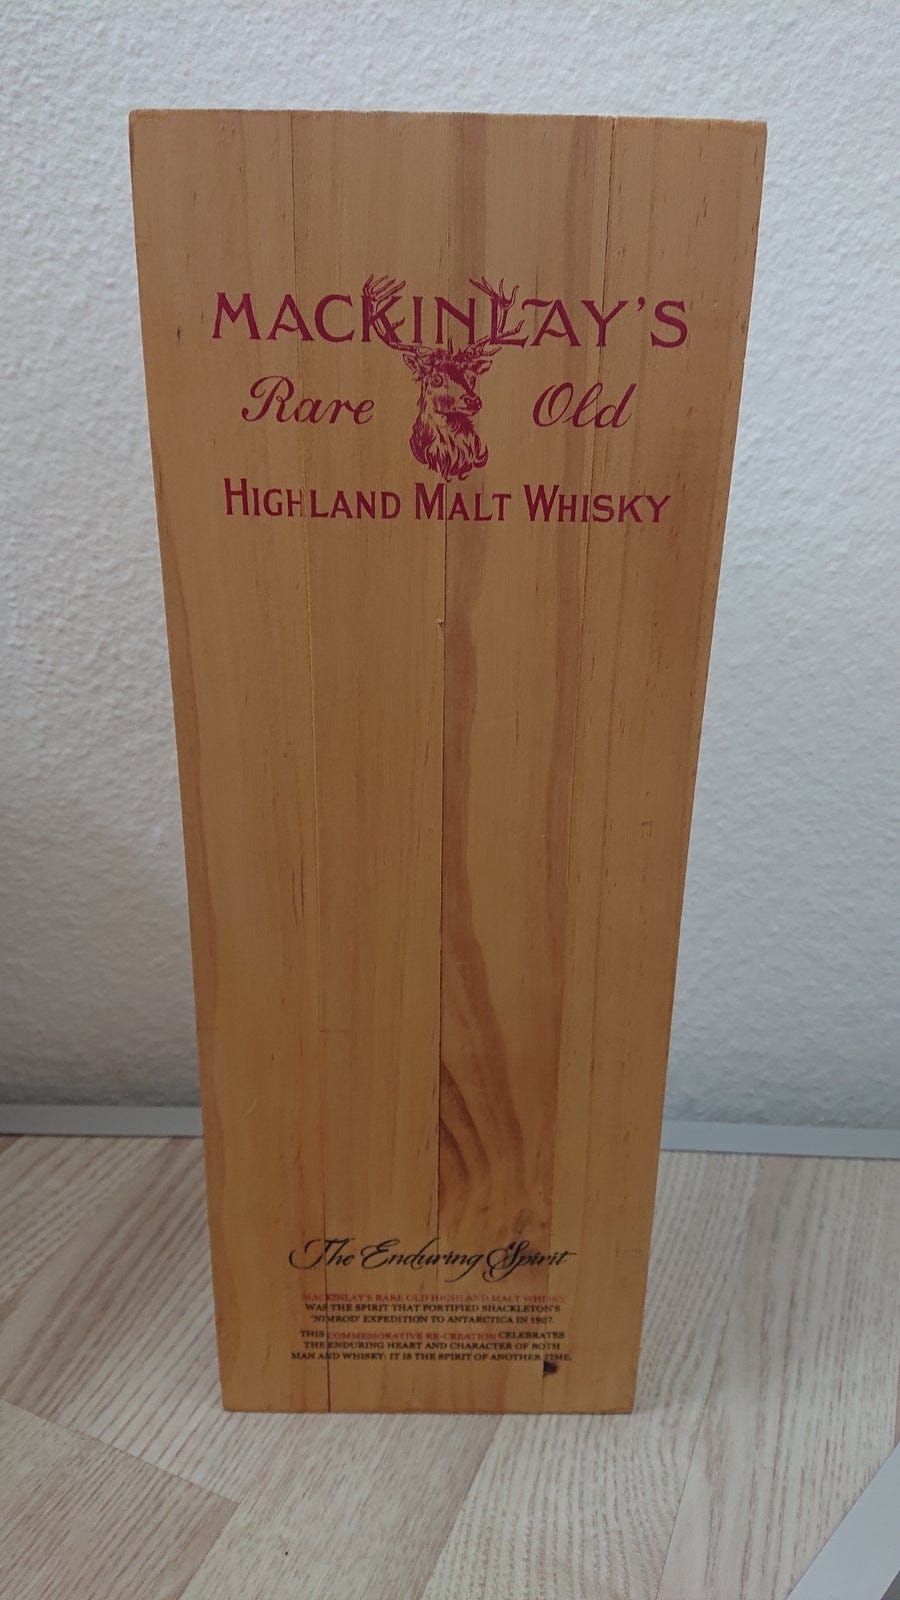 MACKINLAY'S
Rare Old
HIGHLAND MALT WHISKY
The Enduring Spirit
MACKINLAY'S RARE OLD HIGHLAND MALT WHISKY
WAS THE SPIRIT THAT FORTIFIED SHACKLETON'S
'NIMROD' EXPEDITION TO ANTARCTICA IN 1907.
THIS COMMEMORATIVE RE-CREATION CELEBRATES
THE ENDURING HEART AND CHARACTER OF BOTH
MAN AND WHISKY: IT IS THE SPIRIT OF ANOTHER TIME.